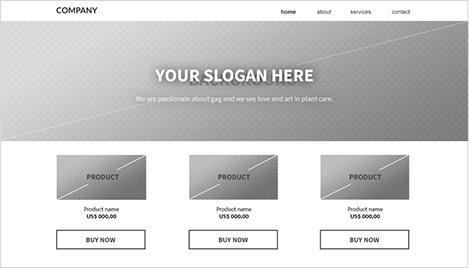 COMPANY
home about services contact
BACKGROUND
YOUR SLOGAN HERE
We are passionate about gag and we see love and art in plant care.
PRODUCT PRODUCT PRODUCT
Product name Product name Product name
US$ 000,00 US$ 000,00 US$ 000,00
BUY NOW BUY NOW BUY NOW